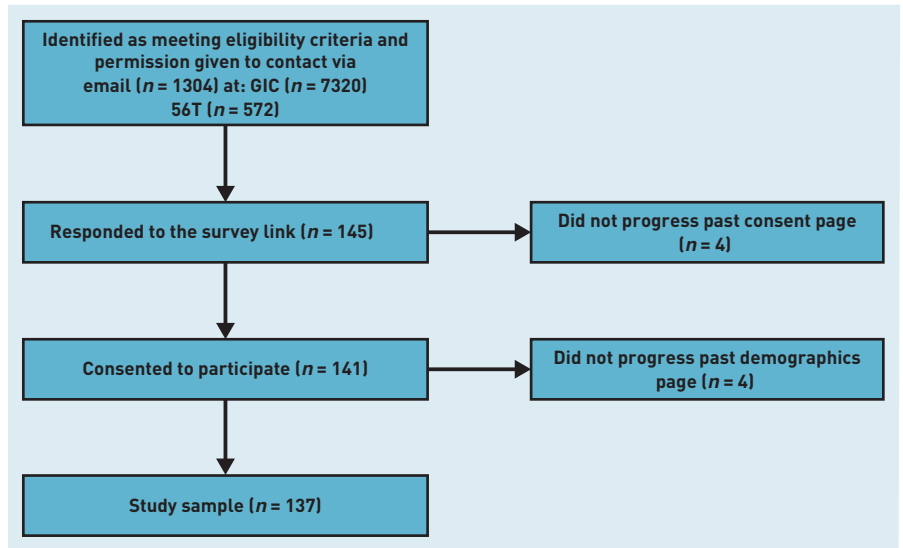 Identified as meeting eligibility criteria and
permission given to contact via
email (n = 1304) at: GIC (n = 7320)
56T (n = 572)
Responded to the survey link (n = 145)
Did not progress past consent page
(n = 4)
Consented to participate (n = 141)
Did not progress past demographics
page (n = 4)
Study sample (n = 137)